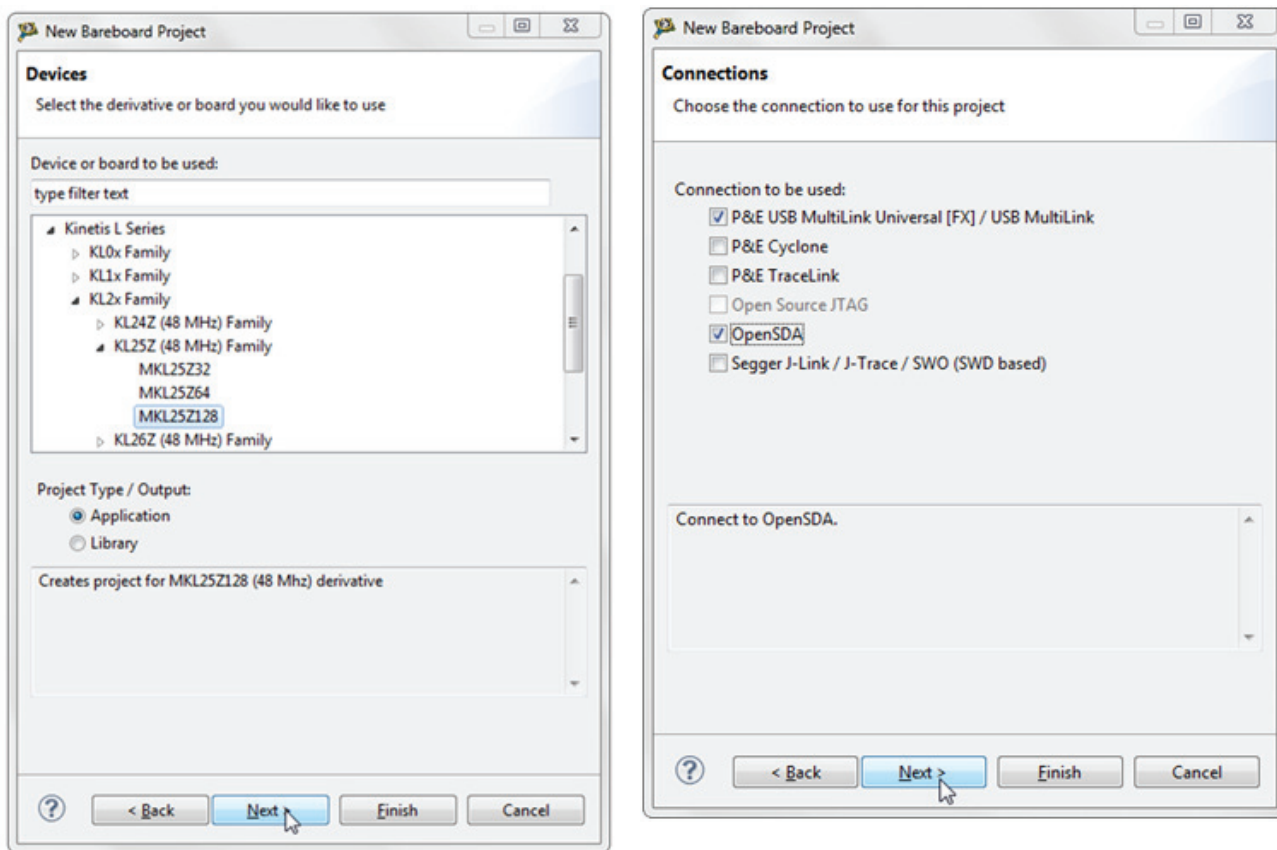 New Bareboard Project
Devices
Select the derivative or board you would like to use
Device or board to be used:
type filter text
Kinetis L Series
KL0x Family
KL1x Family
KL2x Family
KL24Z (48 MHz) Family
KL25Z (48 MHz) Family
MKL25Z32
MKL25Z64
MKL25Z128
KL26Z (48 MHz) Family
Project Type / Output:
Application
Library
Creates project for MKL25Z128 (48 Mhz) derivative
? < Back Next > Finish Cancel
New Bareboard Project
Connections
Choose the connection to use for this project
Connection to be used:
P&E USB MultiLink Universal [FX] / USB MultiLink
P&E Cyclone
P&E TraceLink
Open Source JTAG
OpenSDA
Segger J-Link / J-Trace / SWO (SWD based)
Connect to OpenSDA.
? < Back Next > Finish Cancel